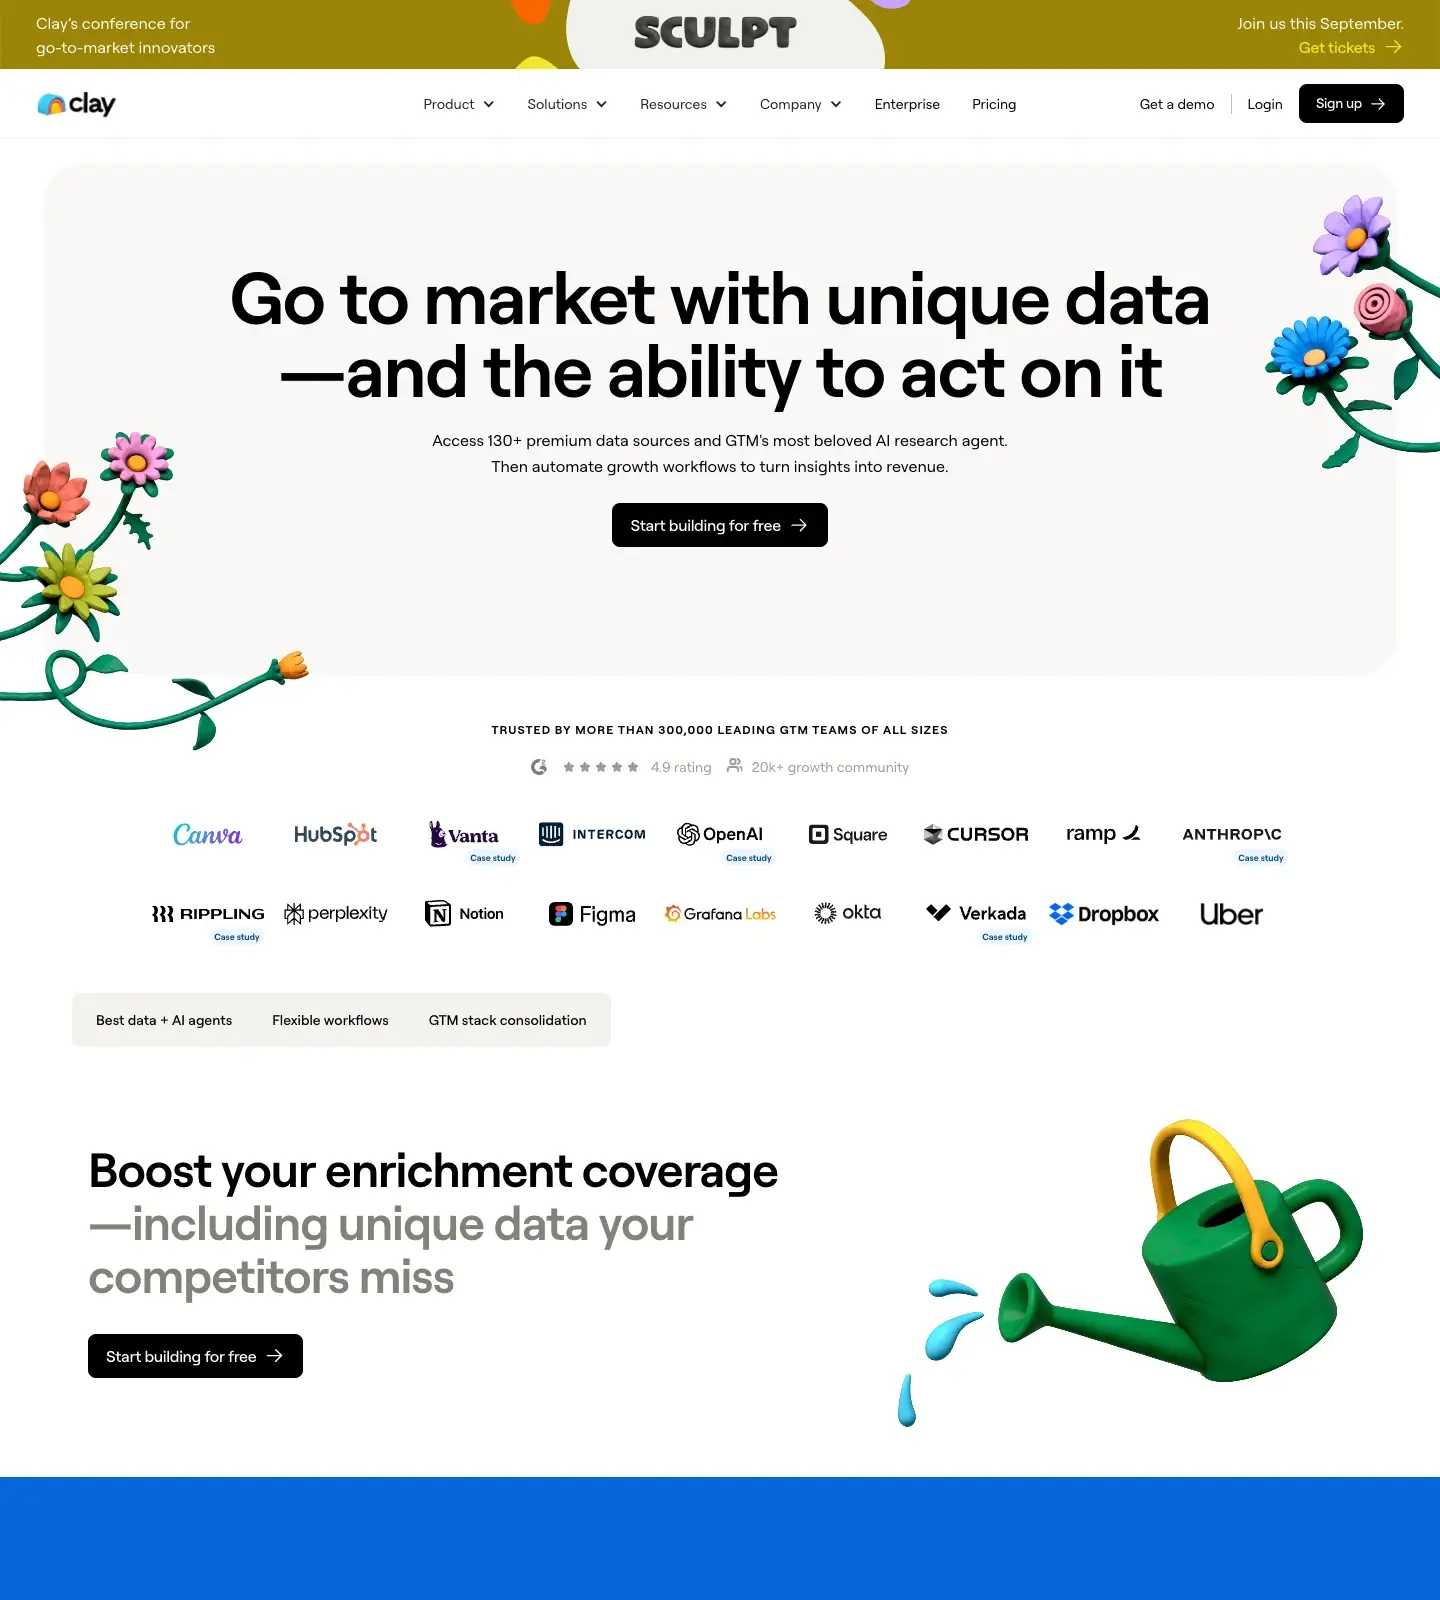 Clay's conference for
go-to-market innovators
SCULPT
Join us this September.
Get tickets
clay
Product
Solutions
Resources
Company
Enterprise
Pricing
Get a demo
Login
Sign up
Go to market with unique data
—and the ability to act on it
Access 130+ premium data sources and GTM's most beloved AI research agent.
Then automate growth workflows to turn insights into revenue.
Start building for free
TRUSTED BY MORE THAN 300,000 LEADING GTM TEAMS OF ALL SIZES
4.9 rating
20k+ growth community
Canva
HubSpot
Vanta
Case study
INTERCOM
OpenAI
Case study
Square
CURSOR
ramp
ANTHROP\C
Case study
RIPPLING
Case study
perplexity
Notion
Figma
Grafana Labs
okta
Verkada
Case study
Dropbox
Uber
Best data + AI agents
Flexible workflows
GTM stack consolidation
Boost your enrichment coverage
—including unique data your
competitors miss
Start building for free